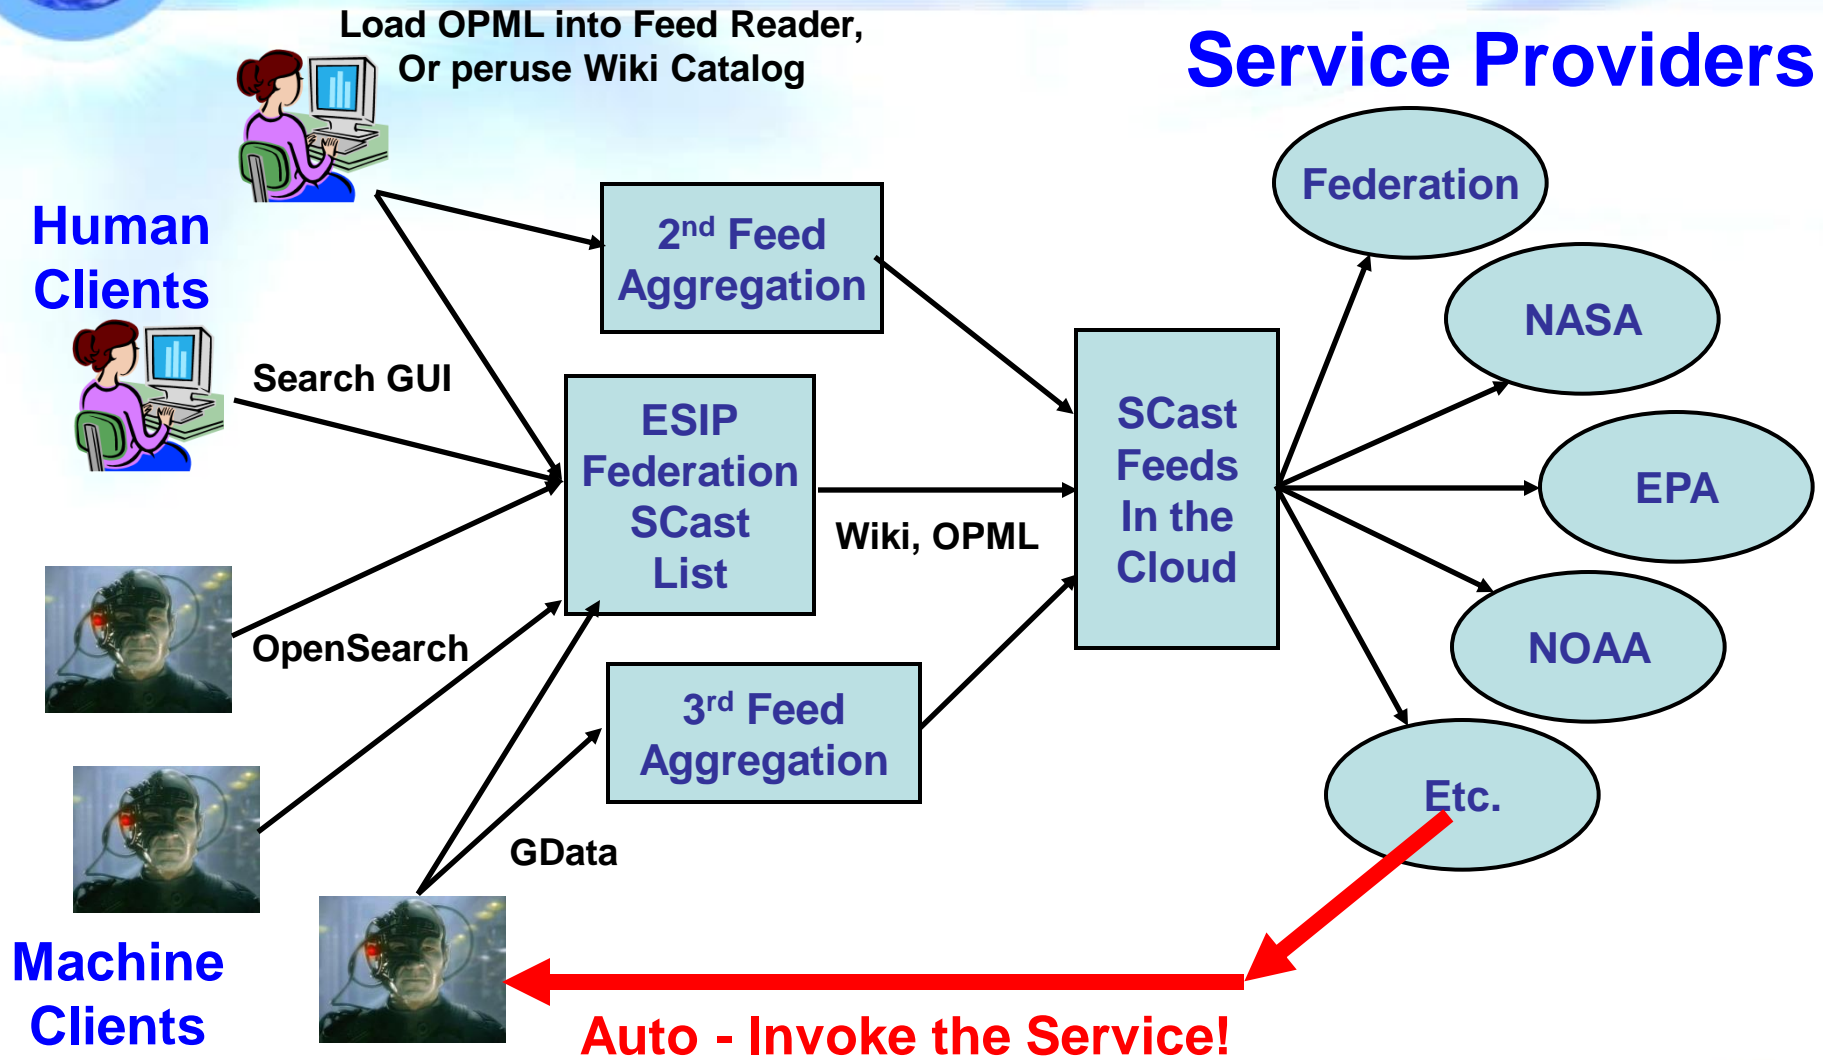 Load OPML into Feed Reader,
Or peruse Wiki Catalog
Service Providers
Human
Clients
Search GUI
OpenSearch
GData
Machine
Clients
2nd Feed
Aggregation
ESIP
Federation
SCast
List
Wiki, OPML
3rd Feed
Aggregation
SCast
Feeds
In the
Cloud
Federation
NASA
EPA
NOAA
Etc.
Auto - Invoke the Service!